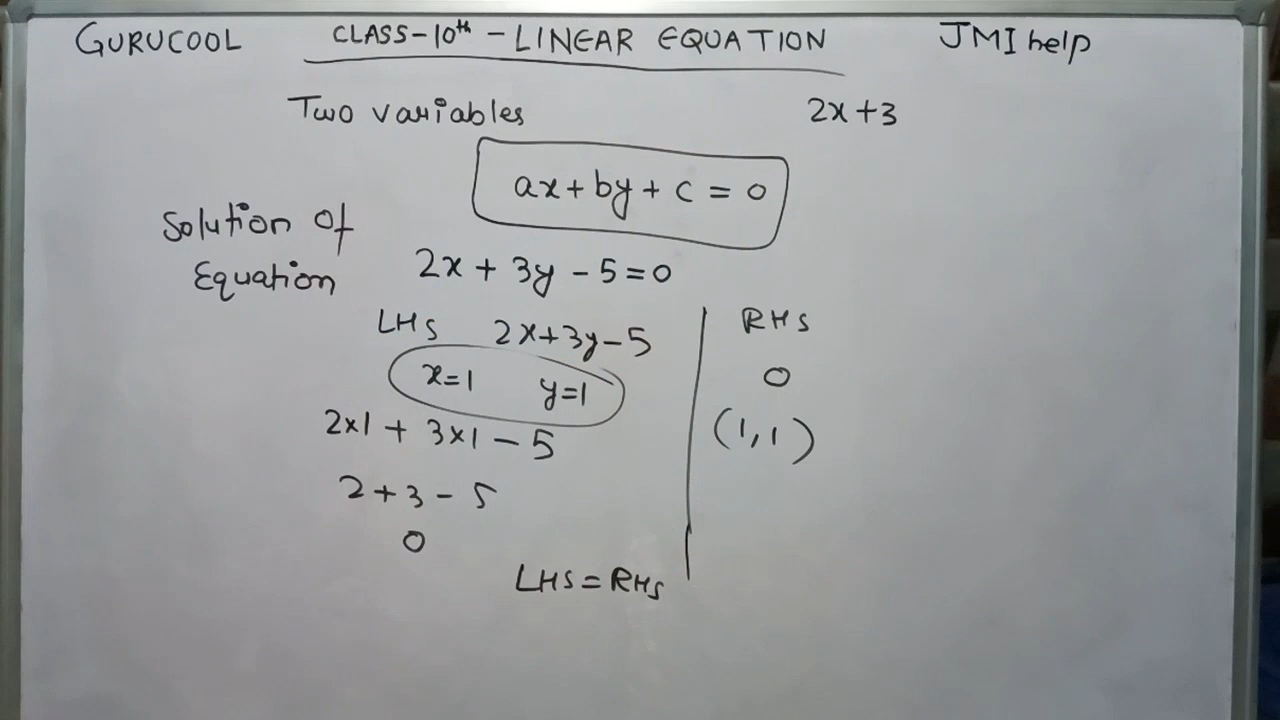 GURUCOOL CLASS-10th - LINEAR EQUATION JMI help
Two variables 2x+3
ax+by+c=0
Solution of
Equation
2x+3y-5=0
LHS 2x+3y-5 RHS
x=1 y=1 0
2x1+3x1-5 (1,1)
2+3-5
0
LHS=RHS